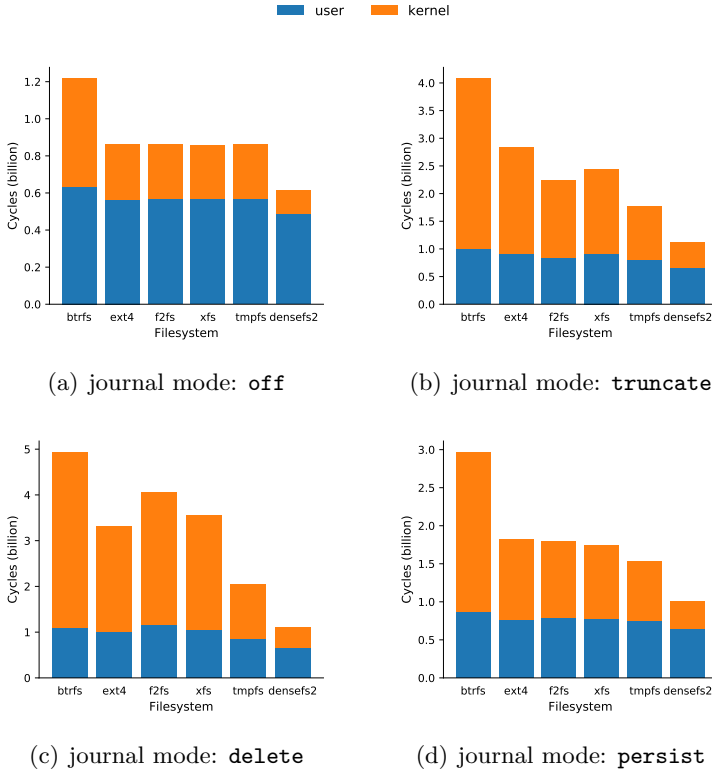 user kernel
Cycles (billion)
1.2
1.0
0.8
0.6
0.4
0.2
0.0
btrfs ext4 f2fs xfs tmpfs densefs2
Filesystem
(a) journal mode: off
Cycles (billion)
4.0
3.5
3.0
2.5
2.0
1.5
1.0
0.5
0.0
btrfs ext4 f2fs xfs tmpfs densefs2
Filesystem
(b) journal mode: truncate
Cycles (billion)
5
4
3
2
1
0
btrfs ext4 f2fs xfs tmpfs densefs2
Filesystem
(c) journal mode: delete
Cycles (billion)
3.0
2.5
2.0
1.5
1.0
0.5
0.0
btrfs ext4 f2fs xfs tmpfs densefs2
Filesystem
(d) journal mode: persist